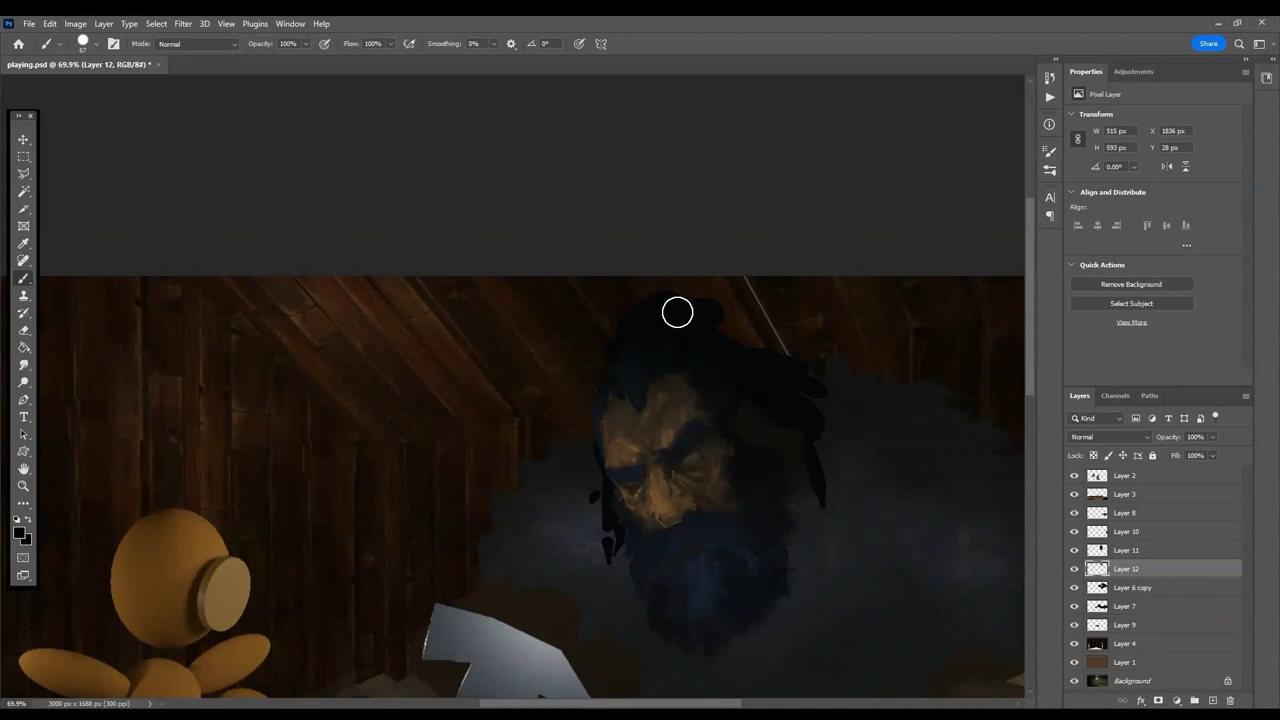 Ps File Edit Image Layer Type Select Filter 3D View Plugins Window Help
67 Mode: Normal Opacity: 100% Flow: 100% Smoothing: 0% 0° Share
playing.psd @ 69.9% (Layer 12, RGB/8#) * ×
Properties Adjustments
Pixel Layer
Transform
W 515 px X 1836 px
H 593 px Y 28 px
0.00°
Align and Distribute
Align:
Quick Actions
Remove Background
Select Subject
View More
Layers Channels Paths
Kind
Normal Opacity: 100%
Lock: Fill: 100%
Layer 2
Layer 3
Layer 8
Layer 10
Layer 11
Layer 12
Layer 6 copy
Layer 7
Layer 9
Layer 4
Layer 1
Background
69.9% 3000 px x 1688 px (300 ppi)